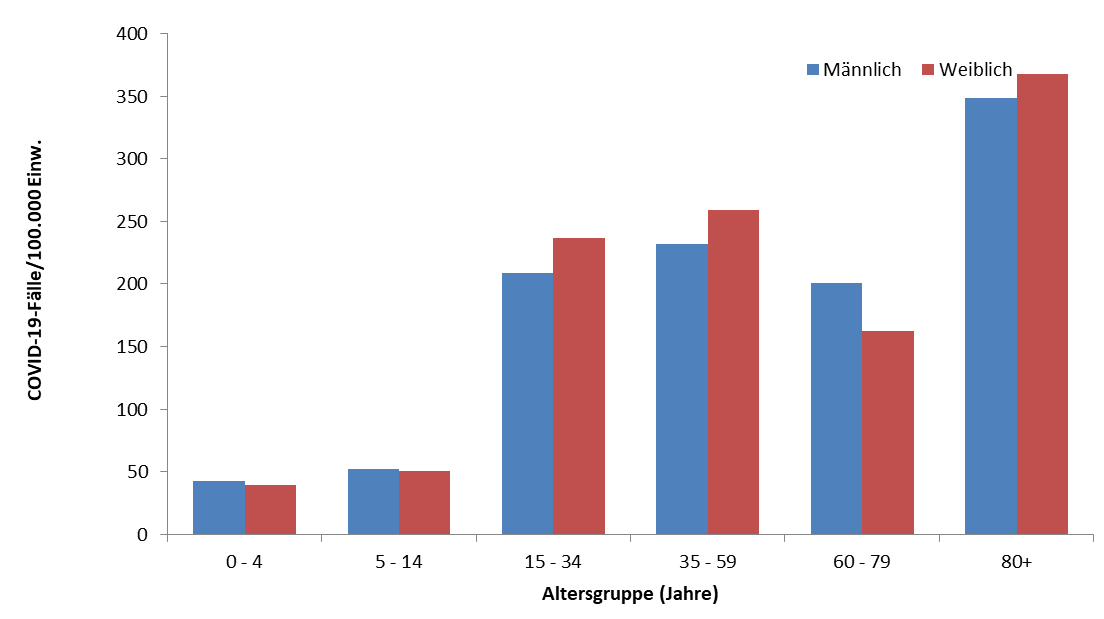 400
350
300
250
200
150
100
50
0
COVID-19-Fälle/100.000 Einw.
Männlich Weiblich
0 - 4 5 - 14 15 - 34 35 - 59 60 - 79 80+
Altersgruppe (Jahre)